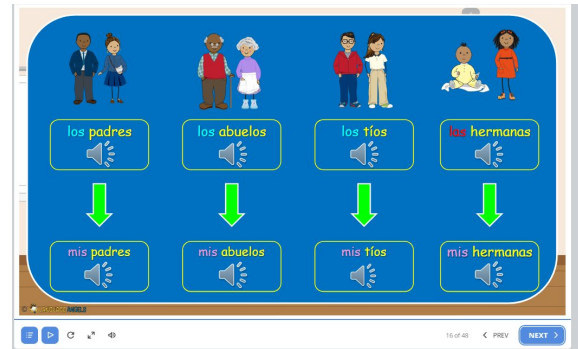 los padres
los abuelos
los tíos
las hermanas
mis padres
mis abuelos
mis tíos
mis hermanas
©
ANGELS
16 of 48
PREV
NEXT